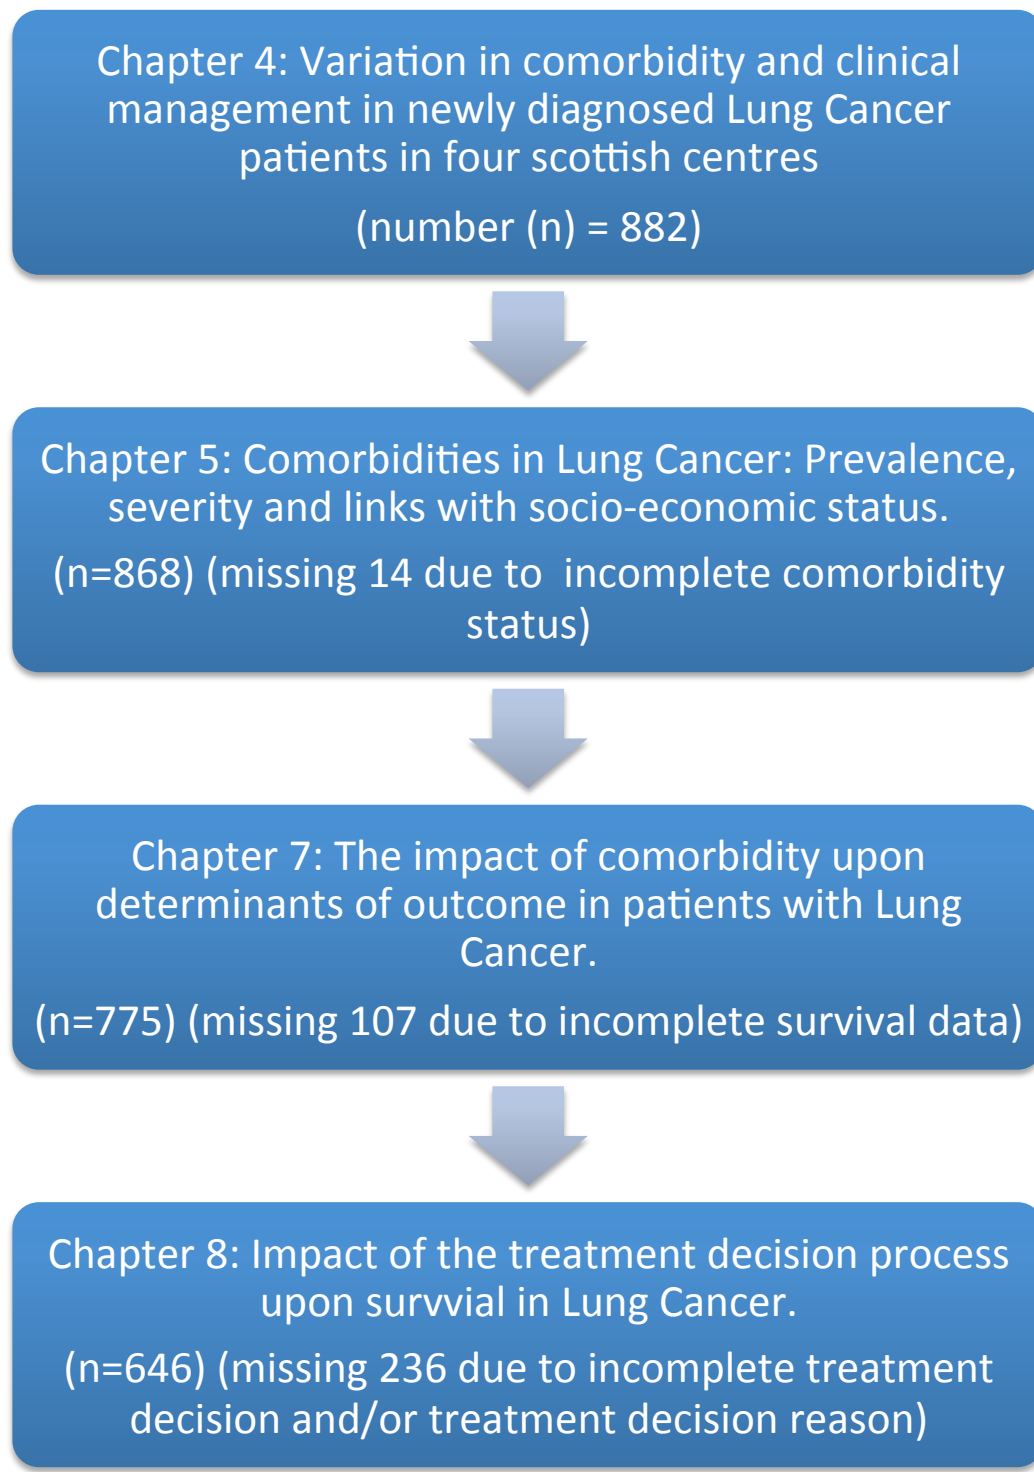 Chapter 4: Variation in comorbidity and clinical
management in newly diagnosed Lung Cancer
patients in four scottish centres
(number (n) = 882)
Chapter 5: Comorbidities in Lung Cancer: Prevalence,
severity and links with socio-economic status.
(n=868) (missing 14 due to  incomplete comorbidity
status)
Chapter 7: The impact of comorbidity upon
determinants of outcome in patients with Lung
Cancer.
(n=775) (missing 107 due to incomplete survival data)
Chapter 8: Impact of the treatment decision process
upon survvial in Lung Cancer.
(n=646) (missing 236 due to incomplete treatment
decision and/or treatment decision reason)